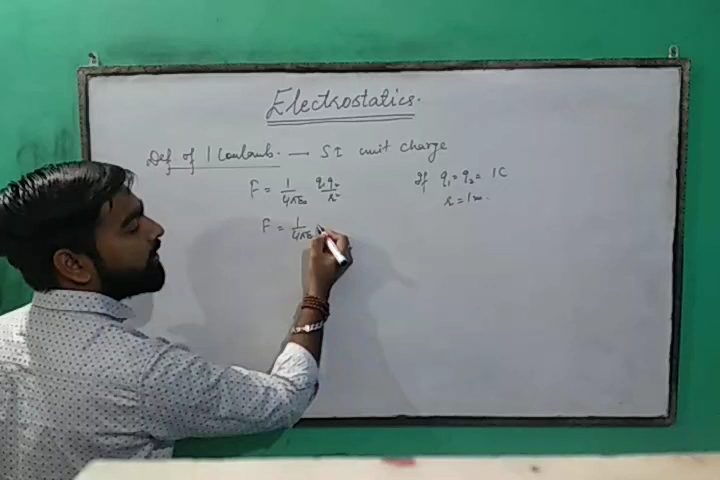 Electrostatics.
Def of 1 Coulomb. — SI unit charge
F = 1/4πε₀ q₁q₂/r² If q₁ = q₂ = 1C
r = 1m.
F = 1/4πε₀